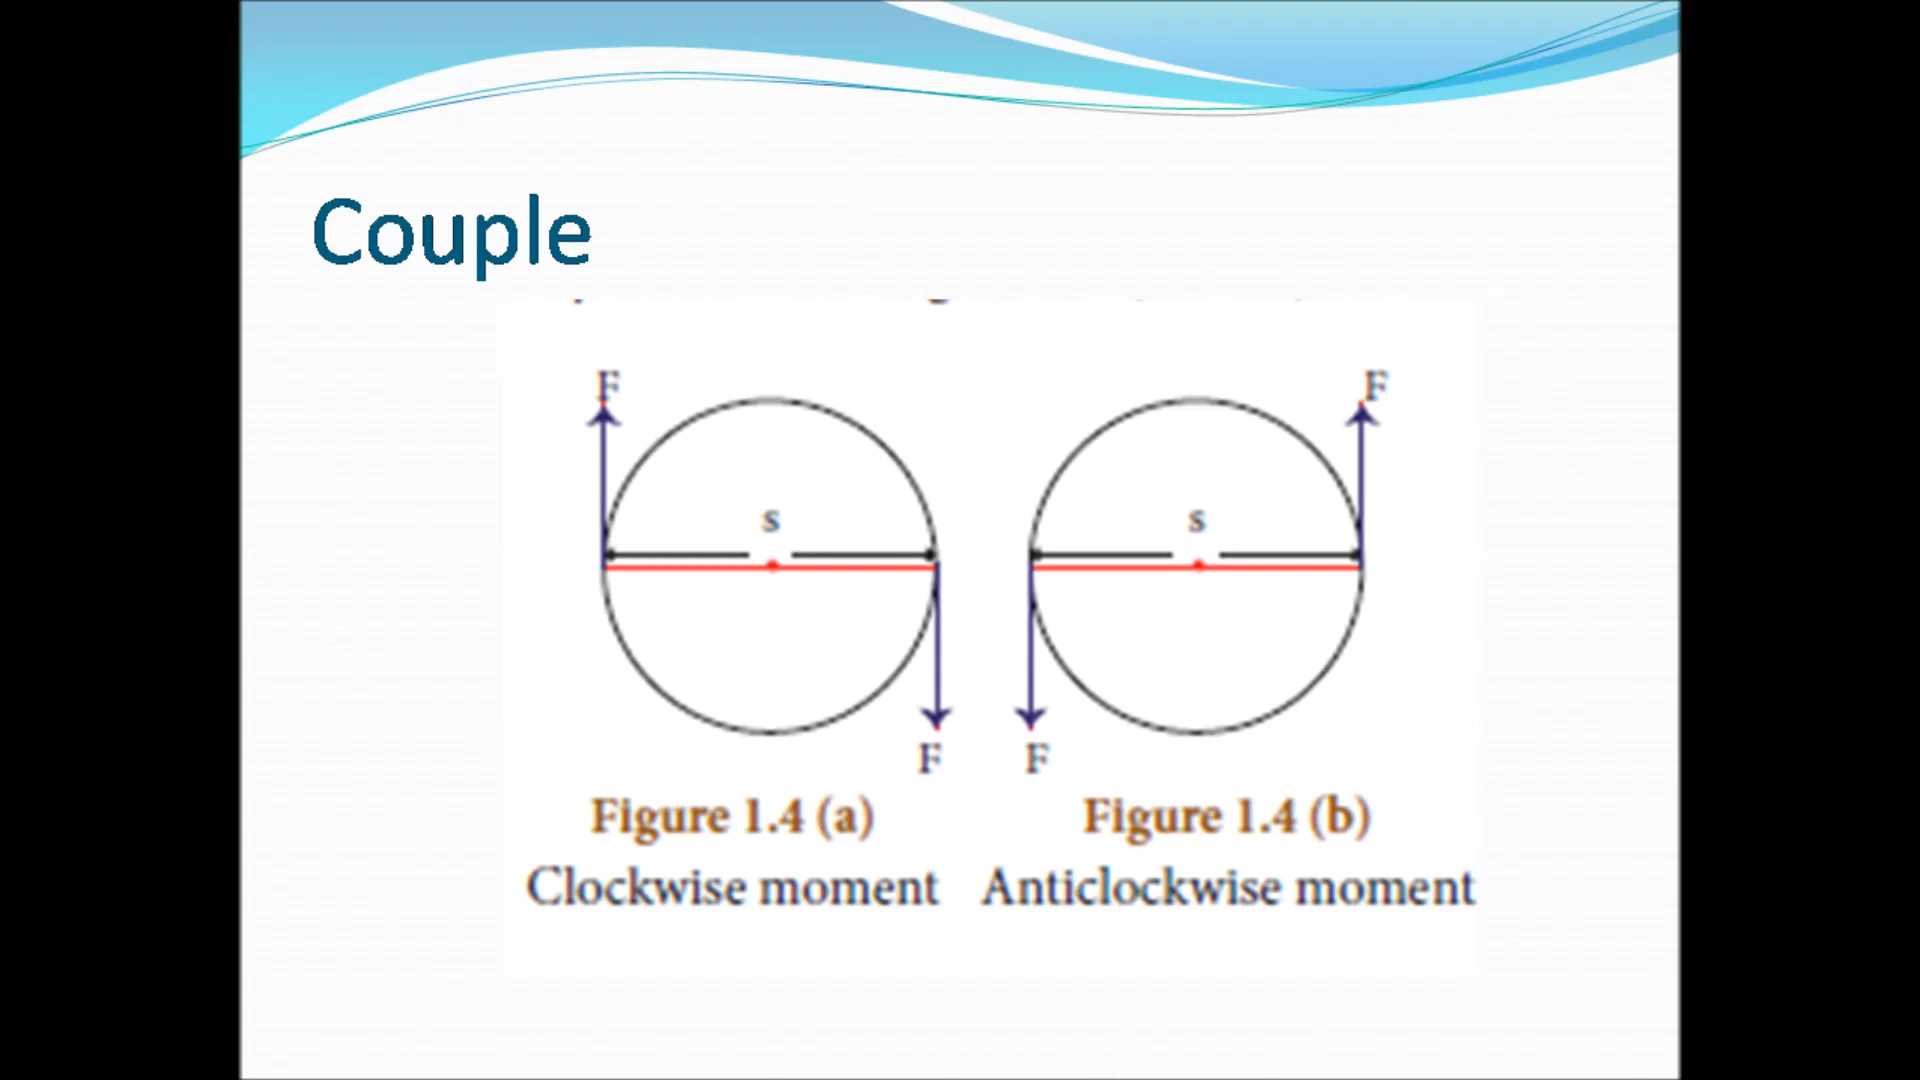 Couple
F F
s s
F F
Figure 1.4 (a) Figure 1.4 (b)
Clockwise moment Anticlockwise moment